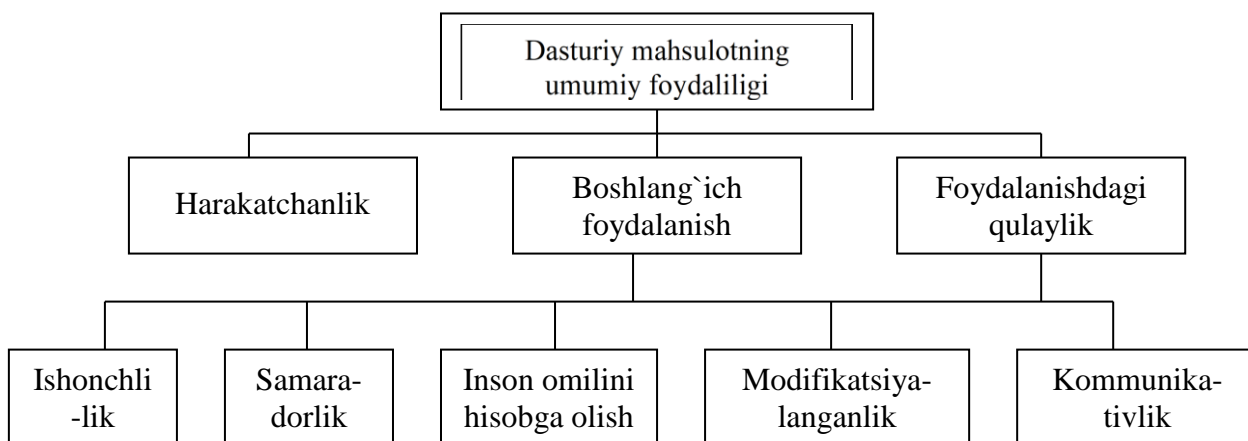 Dasturiy mahsulotning
umumiy foydaliligi
Harakatchanlik
Boshlang`ich
foydalanish
Foydalanishdagi
qulaylik
Ishonchli
-lik
Samara-
dorlik
Inson omilini
hisobga olish
Modifikatsiya-
langanlik
Kommunika-
tivlik